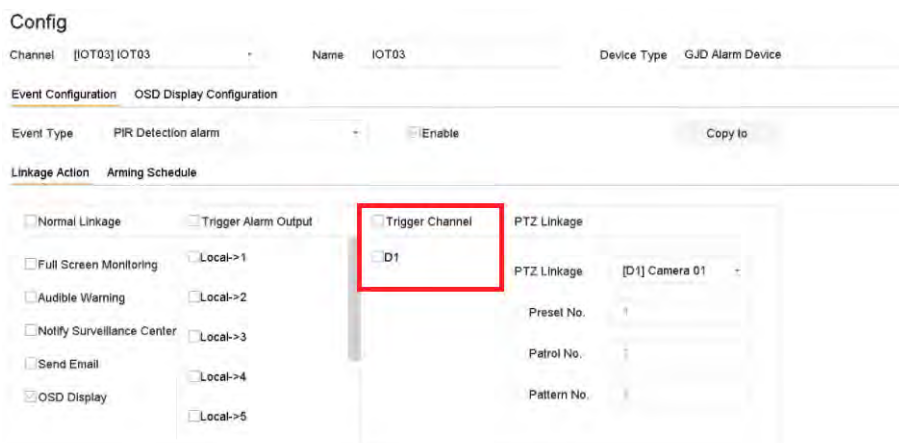 Config
Channel [IOT03] IOT03 Name IOT03 Device Type GJD Alarm Device
Event Configuration OSD Display Configuration
Event Type PIR Detection alarm Enable Copy to
Linkage Action Arming Schedule
Normal Linkage Trigger Alarm Output Trigger Channel PTZ Linkage
Full Screen Monitoring Local->1 D1 PTZ Linkage [D1] Camera 01
Audible Warning Local->2 Preset No.
Notify Surveillance Center Local->3 Patrol No.
Send Email Local->4 Pattern No.
OSD Display Local->5